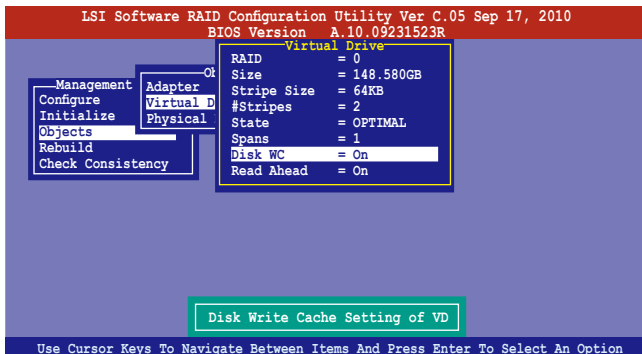 LSI Software RAID Configuration Utility Ver C.05 Sep 17, 2010
BIOS Version A.10.09231523R
Management
Configure
Initialize
Objects
Rebuild
Check Consistency
Ob
Adapter
Virtual D
Physical
Virtual Drive
RAID = 0
Size = 148.580GB
Stripe Size = 64KB
#Stripes = 2
State = OPTIMAL
Spans = 1
Disk WC = On
Read Ahead = On
Disk Write Cache Setting of VD
Use Cursor Keys To Navigate Between Items And Press Enter To Select An Option